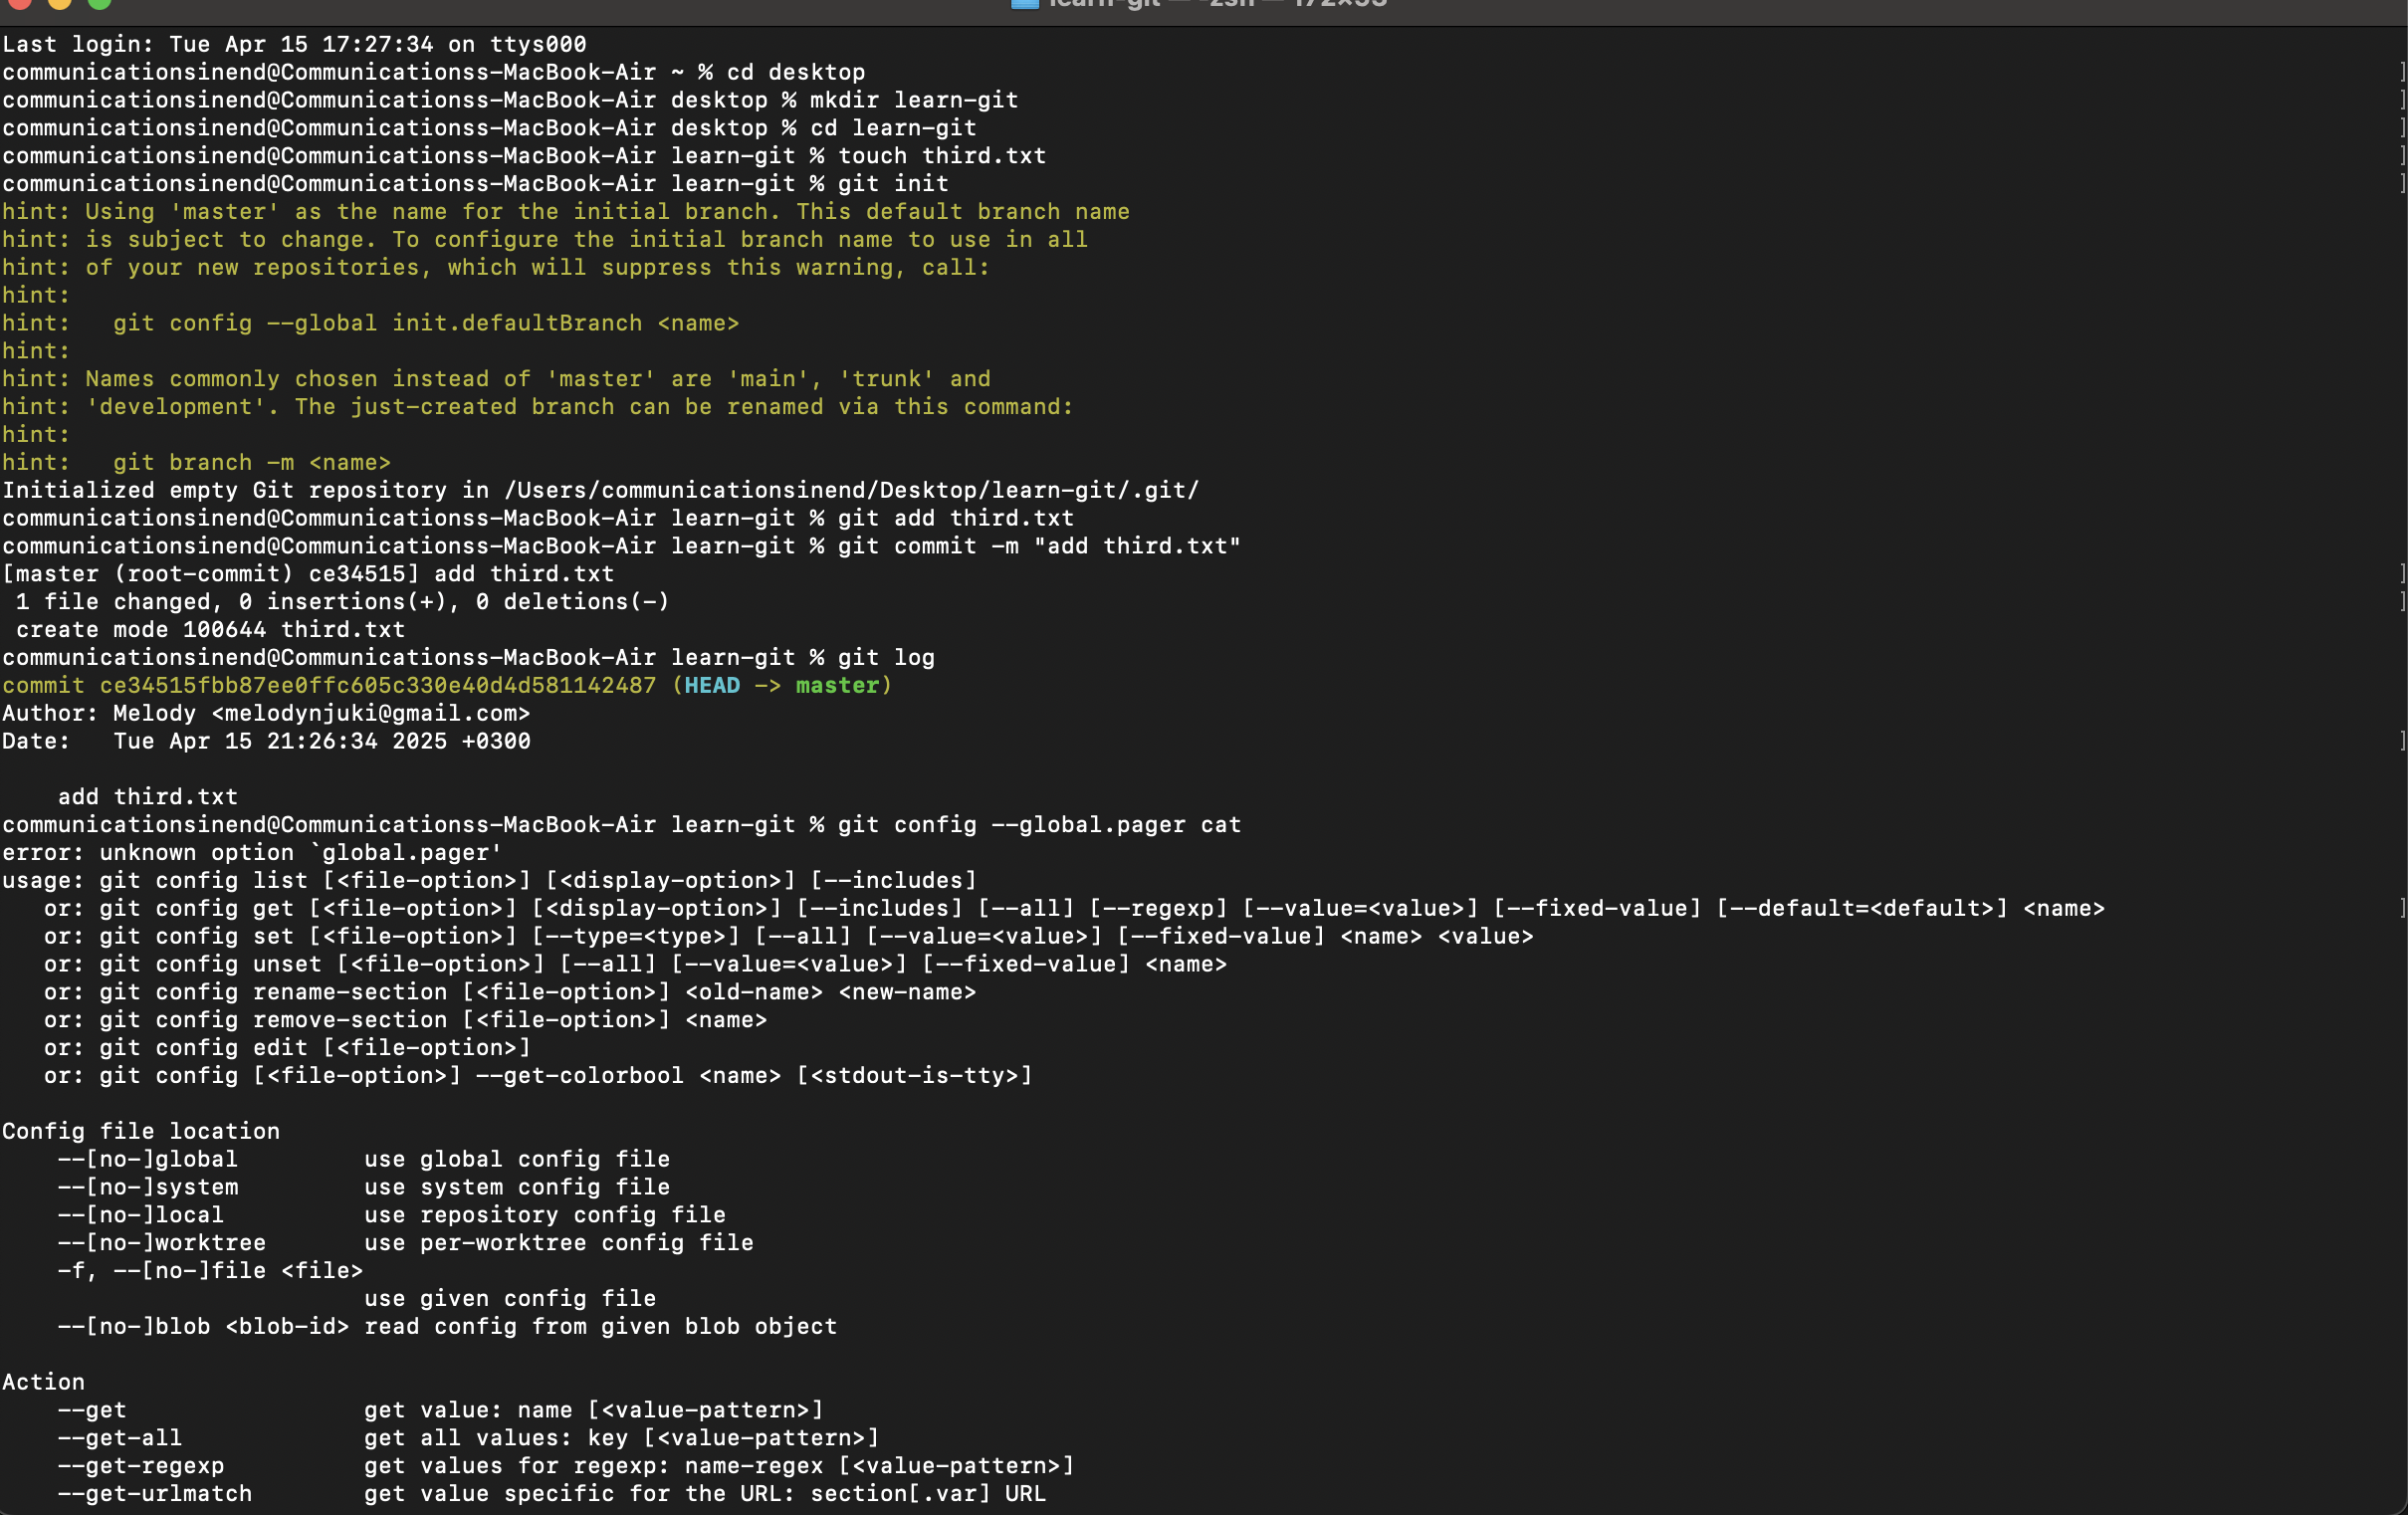 Last login: Tue Apr 15 17:27:34 on ttys000
communicationsinend@Communicationss-MacBook-Air ~ % cd desktop
communicationsinend@Communicationss-MacBook-Air desktop % mkdir learn-git
communicationsinend@Communicationss-MacBook-Air desktop % cd learn-git
communicationsinend@Communicationss-MacBook-Air learn-git % touch third.txt
communicationsinend@Communicationss-MacBook-Air learn-git % git init
hint: Using 'master' as the name for the initial branch. This default branch name
hint: is subject to change. To configure the initial branch name to use in all
hint: of your new repositories, which will suppress this warning, call:
hint:
hint:   git config --global init.defaultBranch <name>
hint:
hint: Names commonly chosen instead of 'master' are 'main', 'trunk' and
hint: 'development'. The just-created branch can be renamed via this command:
hint:
hint:   git branch -m <name>
Initialized empty Git repository in /Users/communicationsinend/Desktop/learn-git/.git/
communicationsinend@Communicationss-MacBook-Air learn-git % git add third.txt
communicationsinend@Communicationss-MacBook-Air learn-git % git commit -m "add third.txt"
[master (root-commit) ce34515] add third.txt
 1 file changed, 0 insertions(+), 0 deletions(-)
 create mode 100644 third.txt
communicationsinend@Communicationss-MacBook-Air learn-git % git log
commit ce34515fbb87ee0ffc605c330e40d4d581142487 (HEAD -> master)
Author: Melody <melodynjuki@gmail.com>
Date:   Tue Apr 15 21:26:34 2025 +0300

    add third.txt
communicationsinend@Communicationss-MacBook-Air learn-git % git config --global.pager cat
error: unknown option `global.pager'
usage: git config list [<file-option>] [<display-option>] [--includes]
   or: git config get [<file-option>] [<display-option>] [--includes] [--all] [--regexp] [--value=<value>] [--fixed-value] [--default=<default>] <name>
   or: git config set [<file-option>] [--type=<type>] [--all] [--value=<value>] [--fixed-value] <name> <value>
   or: git config unset [<file-option>] [--all] [--value=<value>] [--fixed-value] <name>
   or: git config rename-section [<file-option>] <old-name> <new-name>
   or: git config remove-section [<file-option>] <name>
   or: git config edit [<file-option>]
   or: git config [<file-option>] --get-colorbool <name> [<stdout-is-tty>]

Config file location
    --[no-]global         use global config file
    --[no-]system         use system config file
    --[no-]local          use repository config file
    --[no-]worktree       use per-worktree config file
    -f, --[no-]file <file>
                          use given config file
    --[no-]blob <blob-id> read config from given blob object

Action
    --get                 get value: name [<value-pattern>]
    --get-all             get all values: key [<value-pattern>]
    --get-regexp          get values for regexp: name-regex [<value-pattern>]
    --get-urlmatch        get value specific for the URL: section[.var] URL